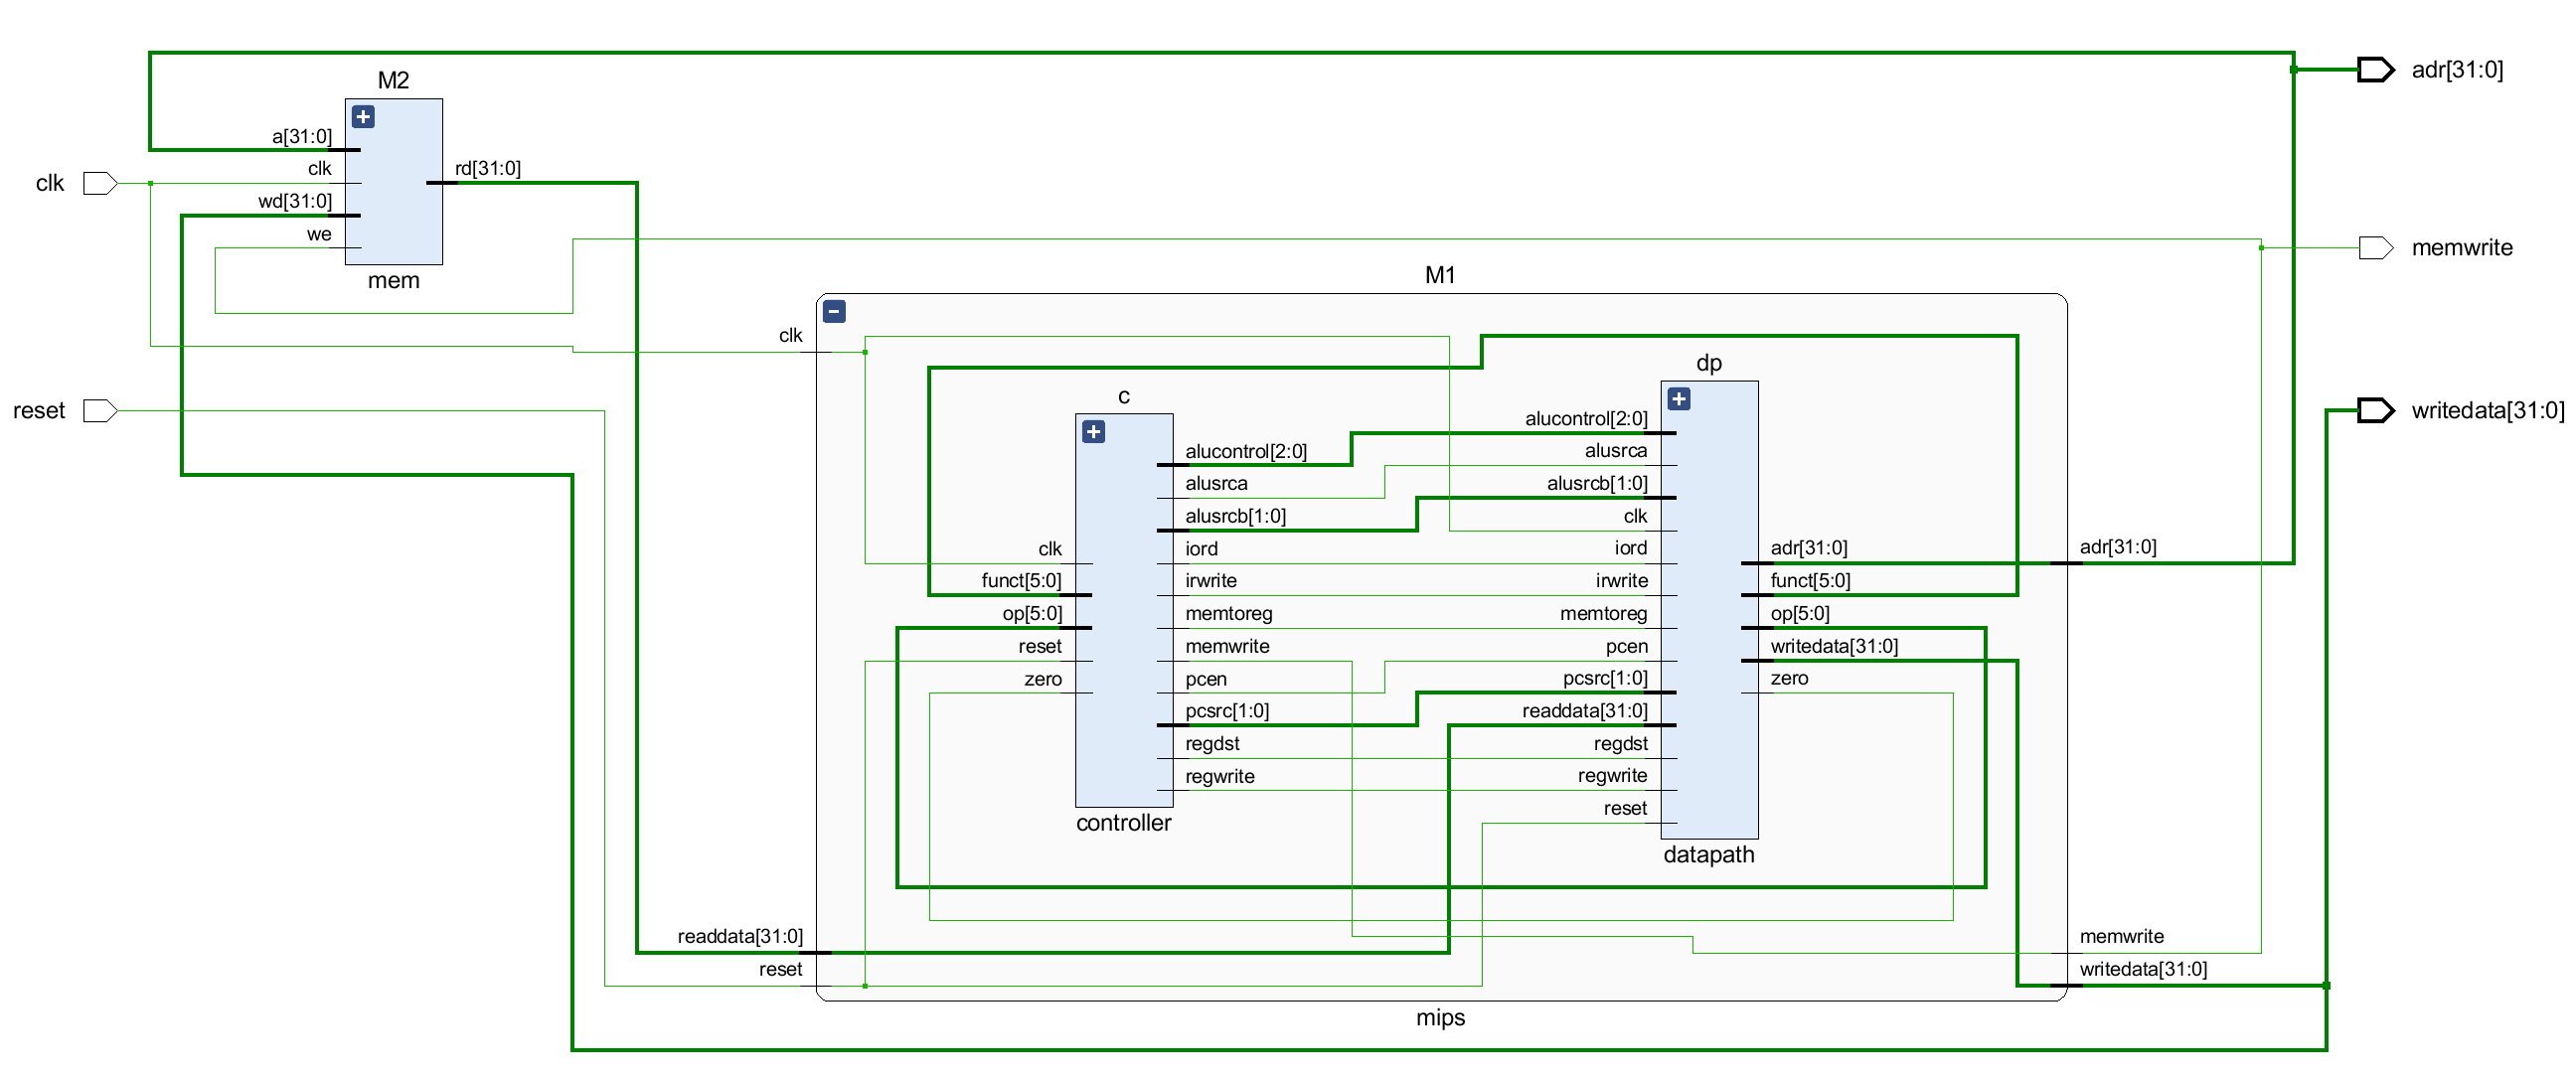 M2
a[31:0]
clk
wd[31:0]
we
rd[31:0]
mem
clk
reset
adr[31:0]
memwrite
writedata[31:0]
M1
clk
readdata[31:0]
reset
c
clk
funct[5:0]
op[5:0]
reset
zero
alucontrol[2:0]
alusrca
alusrcb[1:0]
iord
irwrite
memtoreg
memwrite
pcen
pcsrc[1:0]
regdst
regwrite
controller
dp
alucontrol[2:0]
alusrca
alusrcb[1:0]
clk
iord
irwrite
memtoreg
pcen
pcsrc[1:0]
readdata[31:0]
regdst
regwrite
reset
adr[31:0]
funct[5:0]
op[5:0]
writedata[31:0]
zero
datapath
adr[31:0]
memwrite
writedata[31:0]
mips